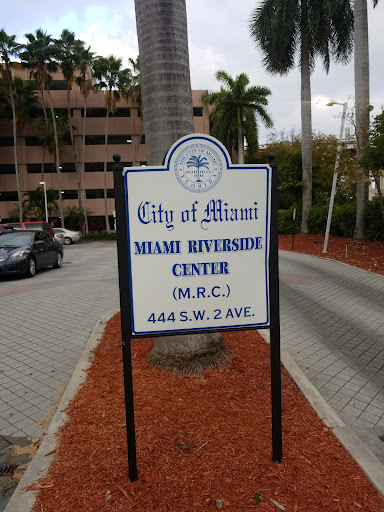 City of Miami
MIAMI RIVERSIDE
CENTER
(M.R.C.)
444 S.W. 2 AVE.